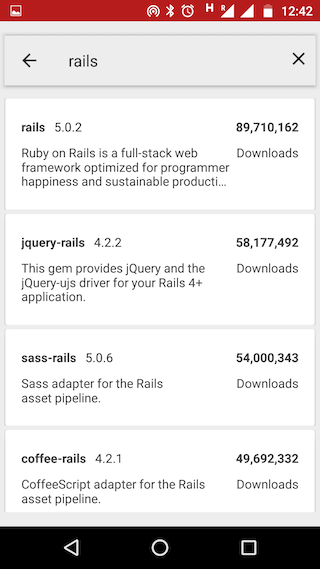 H R 12:42
rails
rails 5.0.2 89,710,162
Ruby on Rails is a full-stack web Downloads
framework optimized for programmer
happiness and sustainable producti…
jquery-rails 4.2.2 58,177,492
This gem provides jQuery and the Downloads
jQuery-ujs driver for your Rails 4+
application.
sass-rails 5.0.6 54,000,343
Sass adapter for the Rails Downloads
asset pipeline.
coffee-rails 4.2.1 49,692,332
CoffeeScript adapter for the Rails Downloads
asset pipeline.